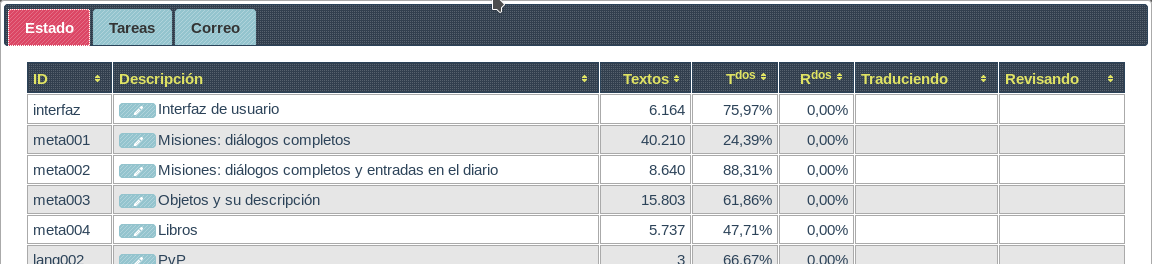 Estado Tareas Correo
ID Descripción Textos Tdos Rdos Traduciendo Revisando
interfaz Interfaz de usuario 6.164 75,97% 0,00%
meta001 Misiones: diálogos completos 40.210 24,39% 0,00%
meta002 Misiones: diálogos completos y entradas en el diario 8.640 88,31% 0,00%
meta003 Objetos y su descripción 15.803 61,86% 0,00%
meta004 Libros 5.737 47,71% 0,00%
lang002 PvP 3 66,67% 0,00%